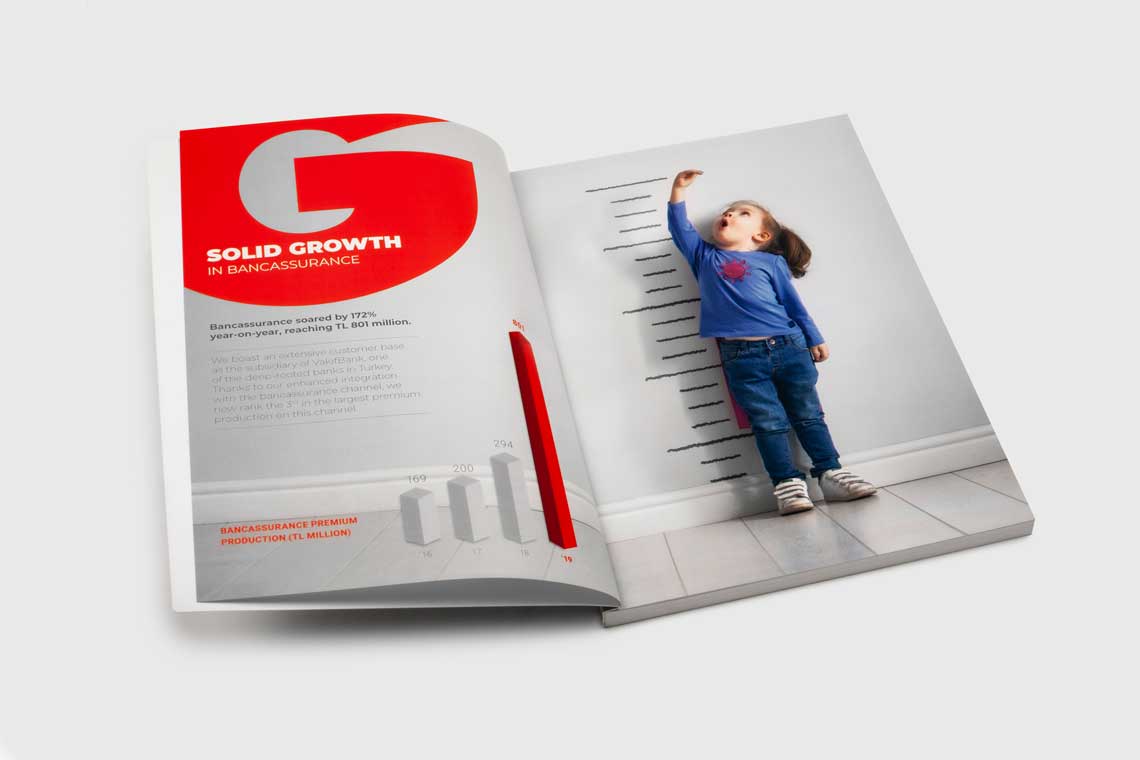 SOLID GROWTH
IN BANCASSURANCE
Bancassurance soared by 172%
year-on-year, reaching TL 801 million.
We boast an extensive customer base
as the subsidiary of VakıfBank, one
of the deep-rooted banks in Turkey.
Thanks to our enhanced integration
with the bancassurance channel, we
now rank the 3rd in the largest premium
production on this channel.
801
294
200
169
BANCASSURANCE PREMIUM
PRODUCTION (TL MILLION)
'16
'17
'18
'19